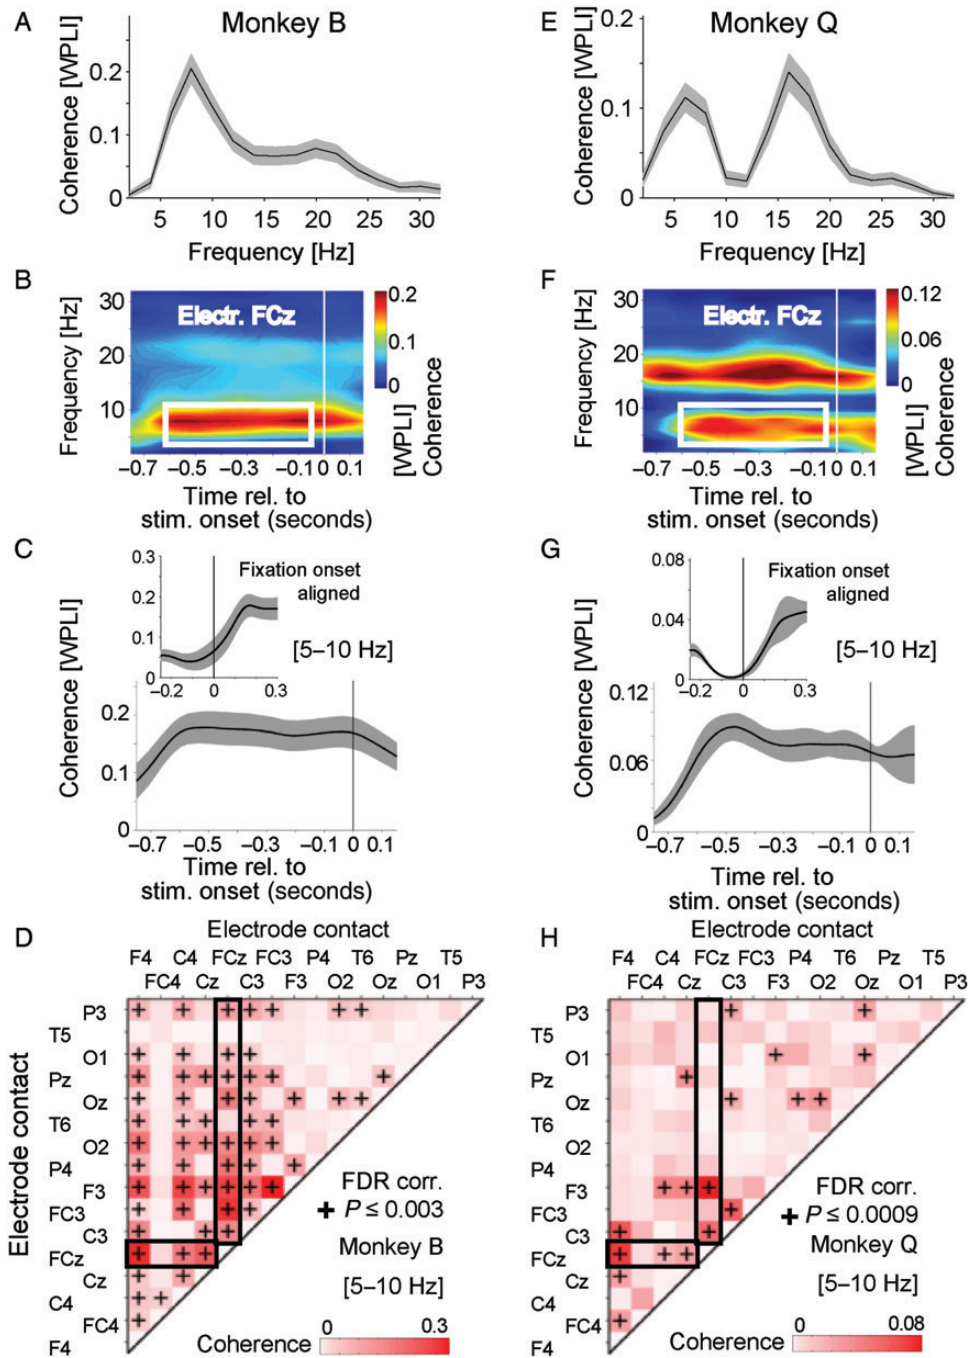 A
Monkey B
Coherence [WPLI]
0.2
0.1
0
5 10 15 20 25 30
Frequency [Hz]
E
Monkey Q
Coherence [WPLI]
0.2
0.1
0
5 10 15 20 25 30
Frequency [Hz]
B
Frequency [Hz]
30
20
10
Electr. FCz
0.2
0.1
0
[WPLI]
Coherence
−0.7 −0.5 −0.3 −0.1 0 0.1
Time rel. to
stim. onset (seconds)
F
Frequency [Hz]
30
20
10
Electr. FCz
0.12
0.06
0
[WPLI]
Coherence
−0.7 −0.5 −0.3 −0.1 0 0.1
Time rel. to
stim. onset (seconds)
C
0.3
0.2
0.1
0
Fixation onset
aligned
[5–10 Hz]
−0.2 0 0.3
Coherence [WPLI]
0.2
0.1
0
−0.7 −0.5 −0.3 −0.1 0 0.1
Time rel. to
stim. onset (seconds)
G
0.08
0.04
0
Fixation onset
aligned
[5–10 Hz]
−0.2 0 0.3
Coherence [WPLI]
0.12
0.06
0
−0.7 −0.5 −0.3 −0.1 0 0.1
Time rel. to
stim. onset (seconds)
D
Electrode contact
F4 C4 FCz FC3 P4 T6 Pz T5
FC4 Cz C3 F3 O2 Oz O1 P3
Electrode contact
P3
T5
O1
Pz
Oz
T6
O2
P4
F3
FC3
C3
FCz
Cz
C4
FC4
F4
FDR corr.
+ P ≤ 0.003
Monkey B
[5–10 Hz]
Coherence 0 0.3
H
Electrode contact
F4 C4 FCz FC3 P4 T6 Pz T5
FC4 Cz C3 F3 O2 Oz O1 P3
P3
T5
O1
Pz
Oz
T6
O2
P4
F3
FC3
C3
FCz
Cz
C4
FC4
F4
FDR corr.
+ P ≤ 0.0009
Monkey Q
[5–10 Hz]
Coherence 0 0.08